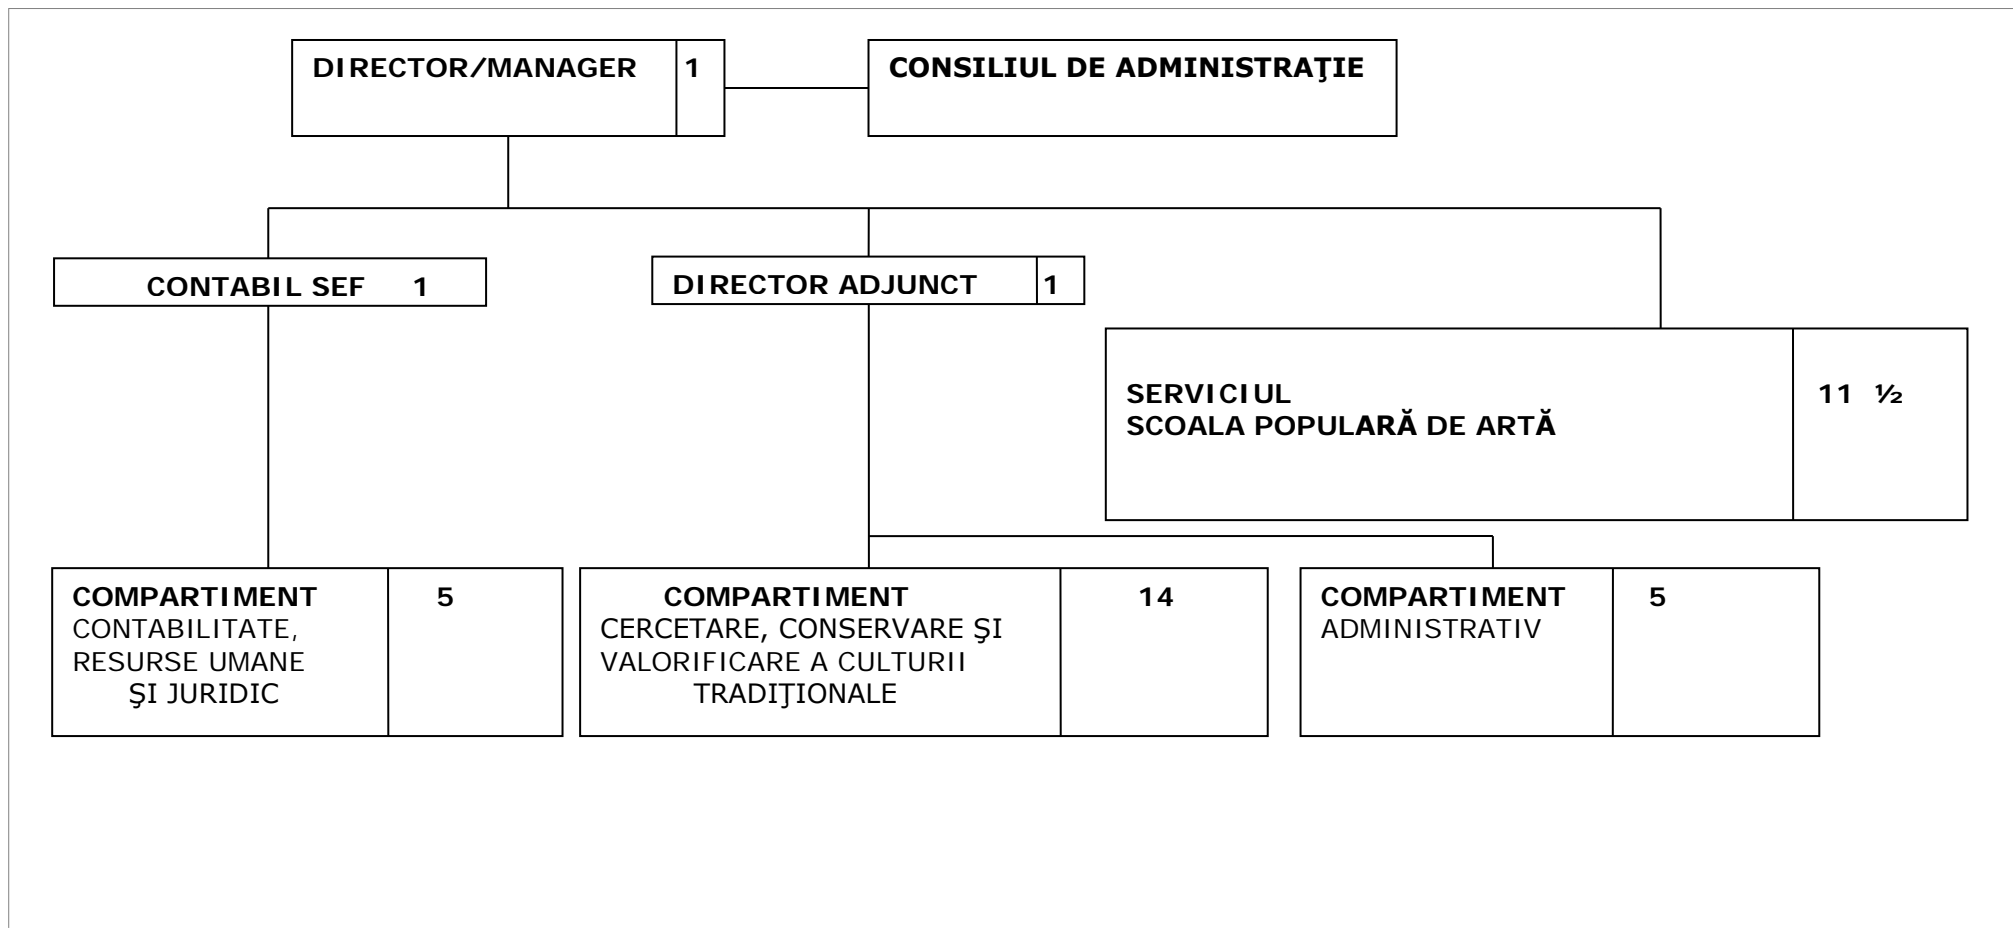 DIRECTOR/MANAGER 1
CONSILIUL DE ADMINISTRAŢIE
CONTABIL SEF 1
DIRECTOR ADJUNCT 1
SERVICIUL 11 ½
SCOALA POPULARĂ DE ARTĂ
COMPARTIMENT 5
CONTABILITATE,
RESURSE UMANE
ŞI JURIDIC
COMPARTIMENT 14
CERCETARE, CONSERVARE ŞI
VALORIFICARE A CULTURII
TRADIŢIONALE
COMPARTIMENT 5
ADMINISTRATIV